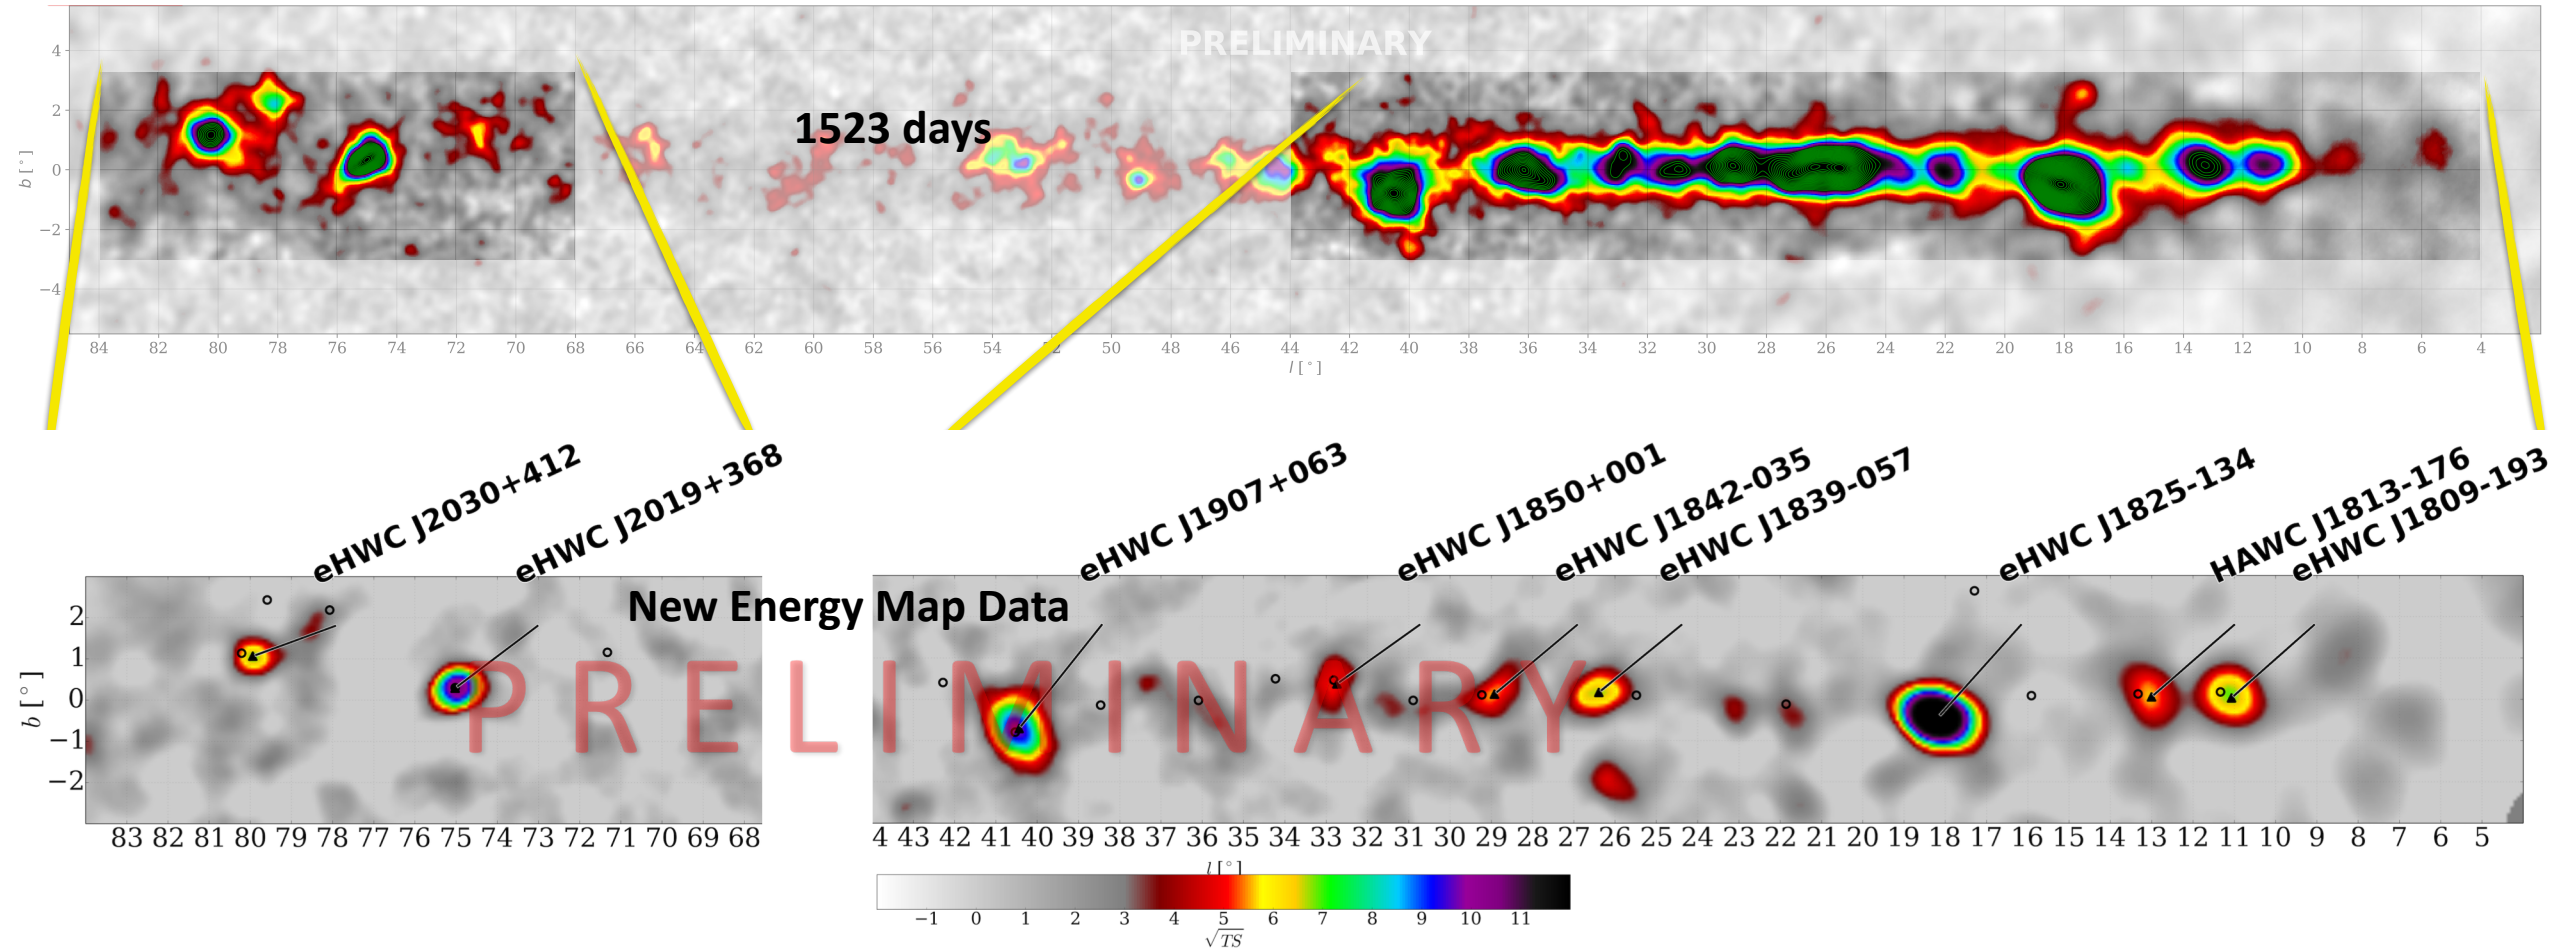 PRELIMINARY
4
2
0
−2
−4
b [°]
1523 days
84 82 80 78 76 74 72 70 68 66 64 62 60 58 56 54 52 50 48 46 44 42 40 38 36 34 32 30 28 26 24 22 20 18 16 14 12 10 8 6 4
l [°]
eHWC J2030+412
eHWC J2019+368
eHWC J1907+063
eHWC J1850+001
eHWC J1842-035
eHWC J1839-057
eHWC J1825-134
HAWC J1813-176
eHWC J1809-193
New Energy Map Data
PRELIMINARY
2
1
0
−1
−2
b [°]
83 82 81 80 79 78 77 76 75 74 73 72 71 70 69 68
4 43 42 41 40 39 38 37 36 35 34 33 32 31 30 29 28 27 26 25 24 23 22 21 20 19 18 17 16 15 14 13 12 11 10 9 8 7 6 5
l [°]
−1 0 1 2 3 4 5 6 7 8 9 10 11
√TS